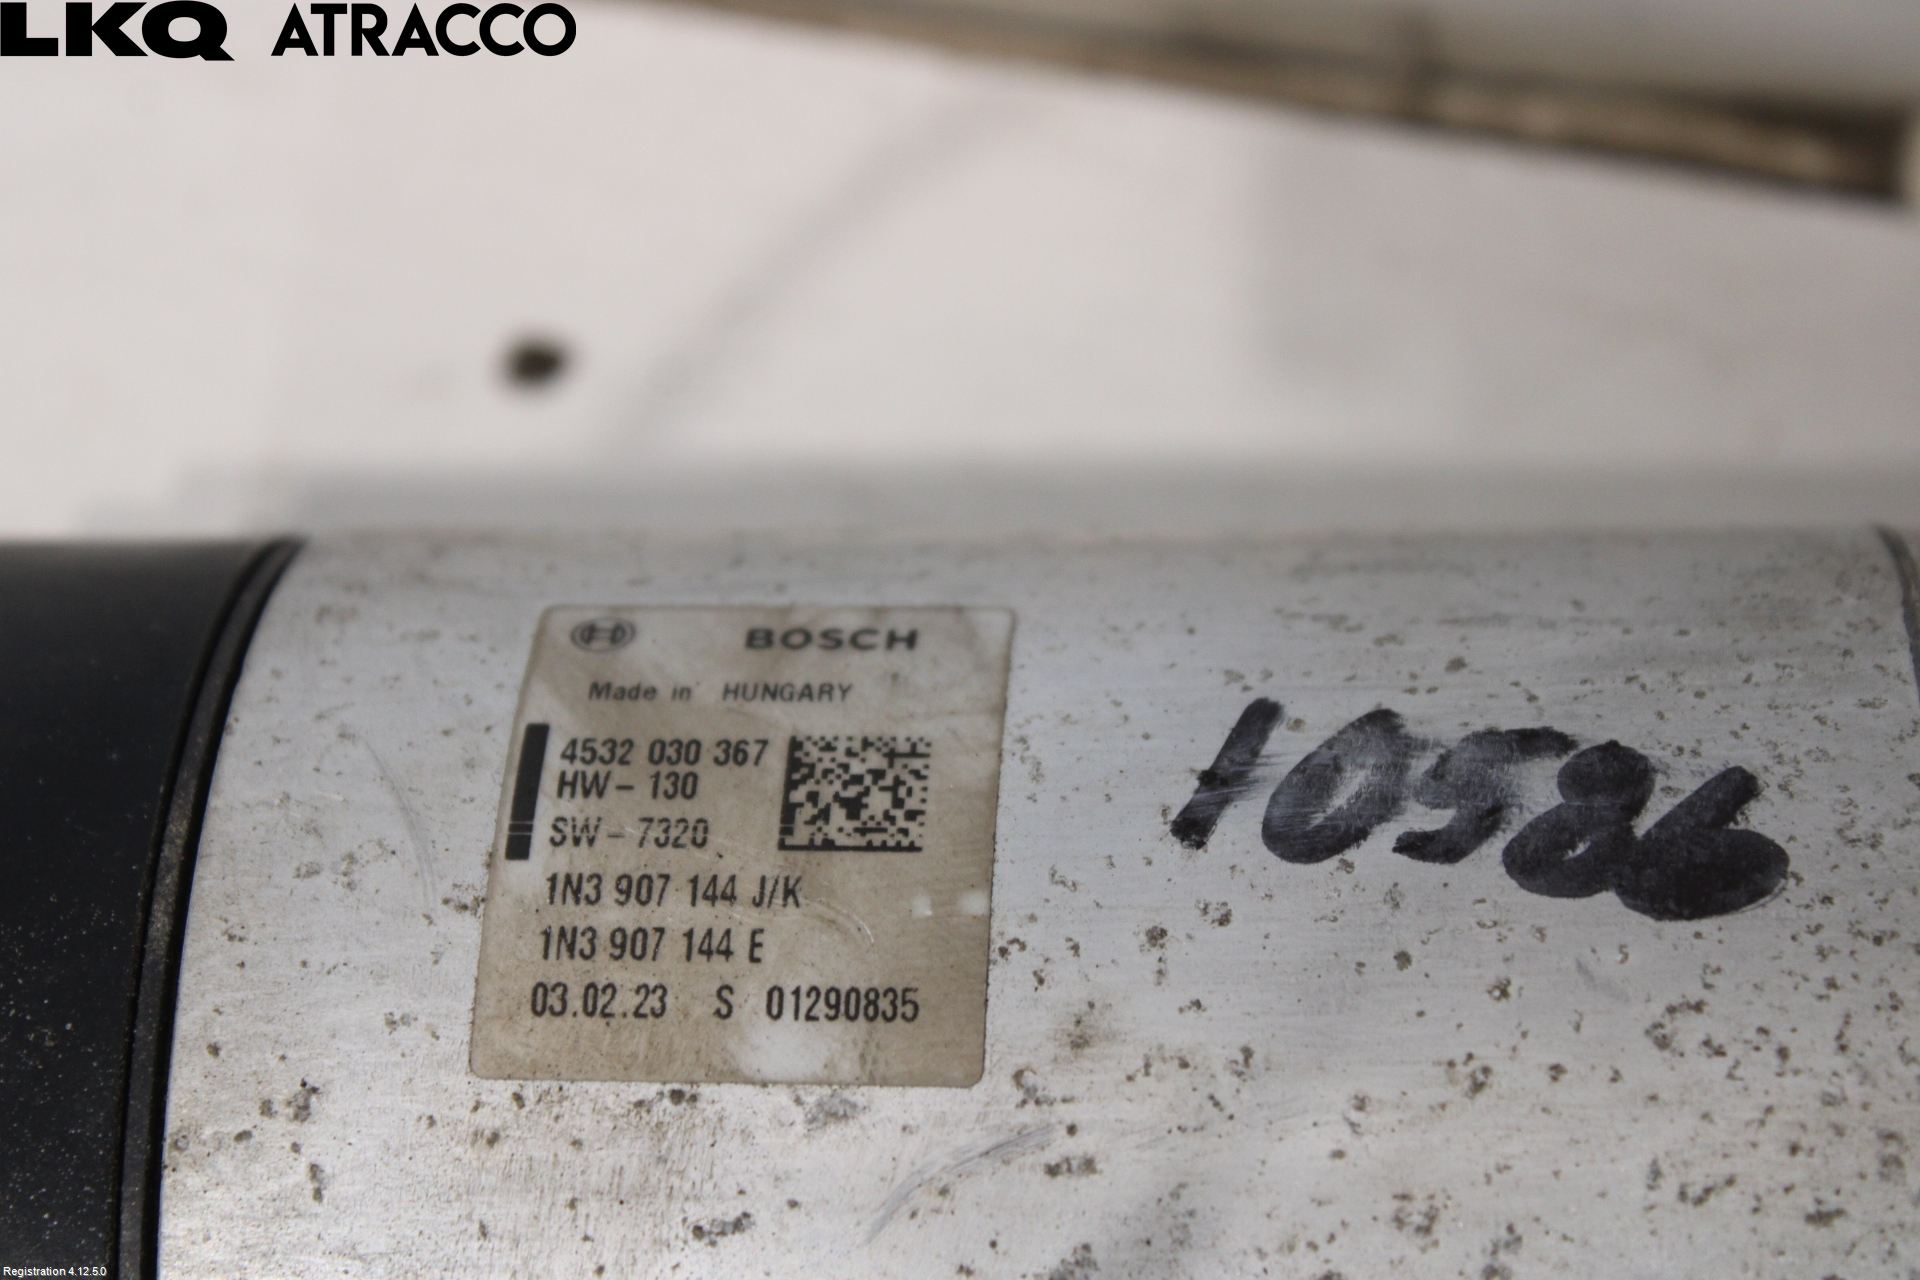 LKQ ATRACCO
BOSCH
Made in HUNGARY
4532 030 367
HW-130
SW-7320
1N3 907 144 J/K
1N3 907 144 E
03.02.23 S 01290835
10586
Registration 4.12.5.0